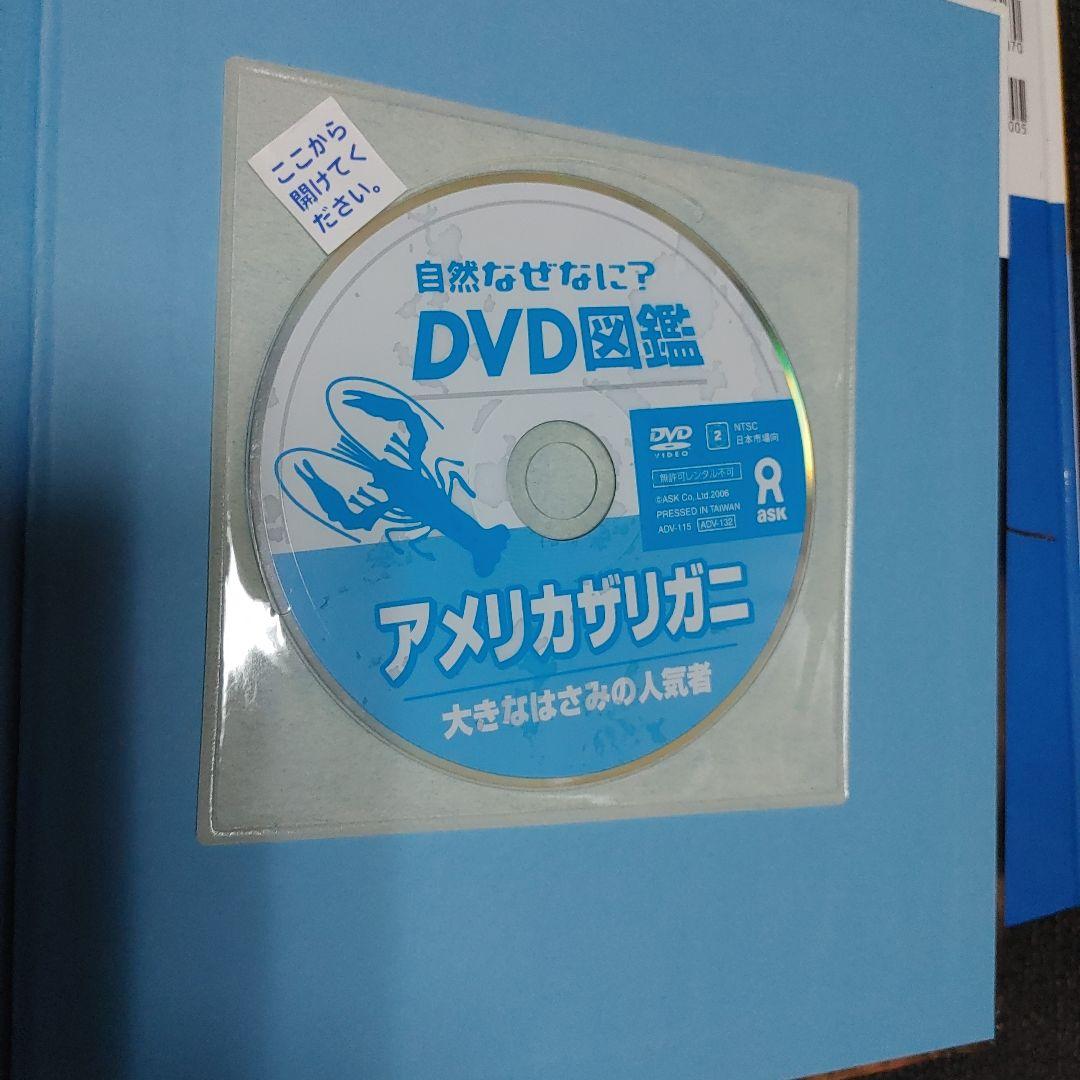 ここから
開けてく
ださい。
自然なぜなに?
DVD図鑑
DVD
VIDEO
2
NTSC
日本市場向
無許可レンタル不可
©ASK Co, Ltd.2006
PRESSED IN TAIWAN
ADV-115 ADV-132
ask
アメリカザリガニ
大きなはさみの人気者